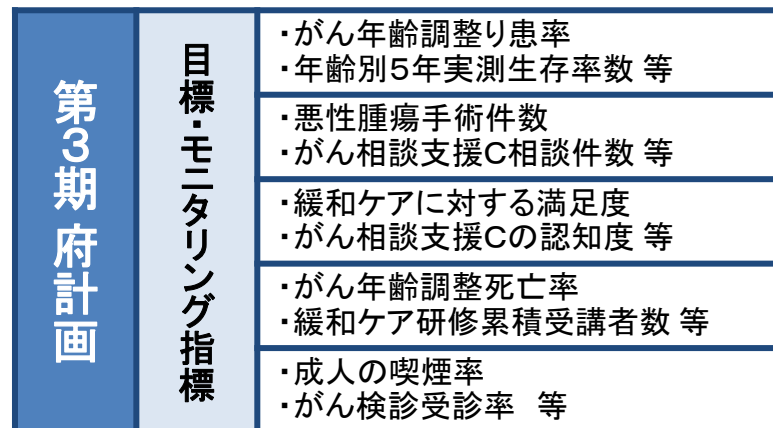 第3期 府計画
目標・モニタリング指標
・がん年齢調整り患率
・年齢別5年実測生存率数 等
・悪性腫瘍手術件数
・がん相談支援C相談件数 等
・緩和ケアに対する満足度
・がん相談支援Cの認知度 等
・がん年齢調整死亡率
・緩和ケア研修累積受講者数 等
・成人の喫煙率
・がん検診受診率 等